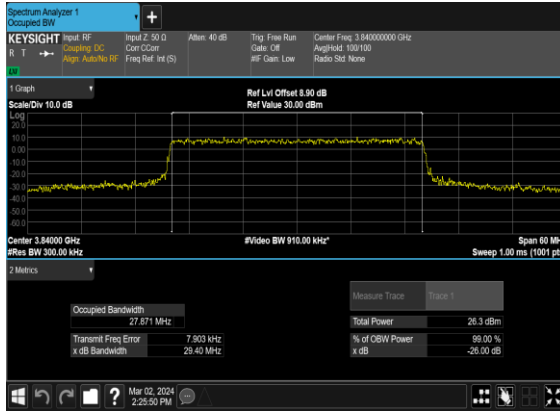 Spectrum Analyzer 1
Occupied BW
+
KEYSIGHT Input: RF Input Z: 50 Ω Atten: 40 dB Trig: Free Run Center Freq: 3.840000000 GHz
R T Coupling: DC Corr CCorr Gate: Off Avg|Hold: 100/100
Align: Auto/No RF Freq Ref: Int (S) #IF Gain: Low Radio Std: None
LV
1 Graph
Scale/Div 10.0 dB Ref Lvl Offset 8.90 dB
Ref Value 30.00 dBm
Log
20.0
10.0
0.00
-10.0
-20.0
-30.0
-40.0
-50.0
-60.0
Center 3.84000 GHz #Video BW 910.00 kHz* Span 60 MH
#Res BW 300.00 kHz Sweep 1.00 ms (1001 pt
2 Metrics
Measure Trace Trace 1
Occupied Bandwidth
27.871 MHz Total Power 26.3 dBm
Transmit Freq Error 7.903 kHz % of OBW Power 99.00 %
x dB Bandwidth 29.40 MHz x dB -26.00 dB
? Mar 02, 2024
2:25:50 PM